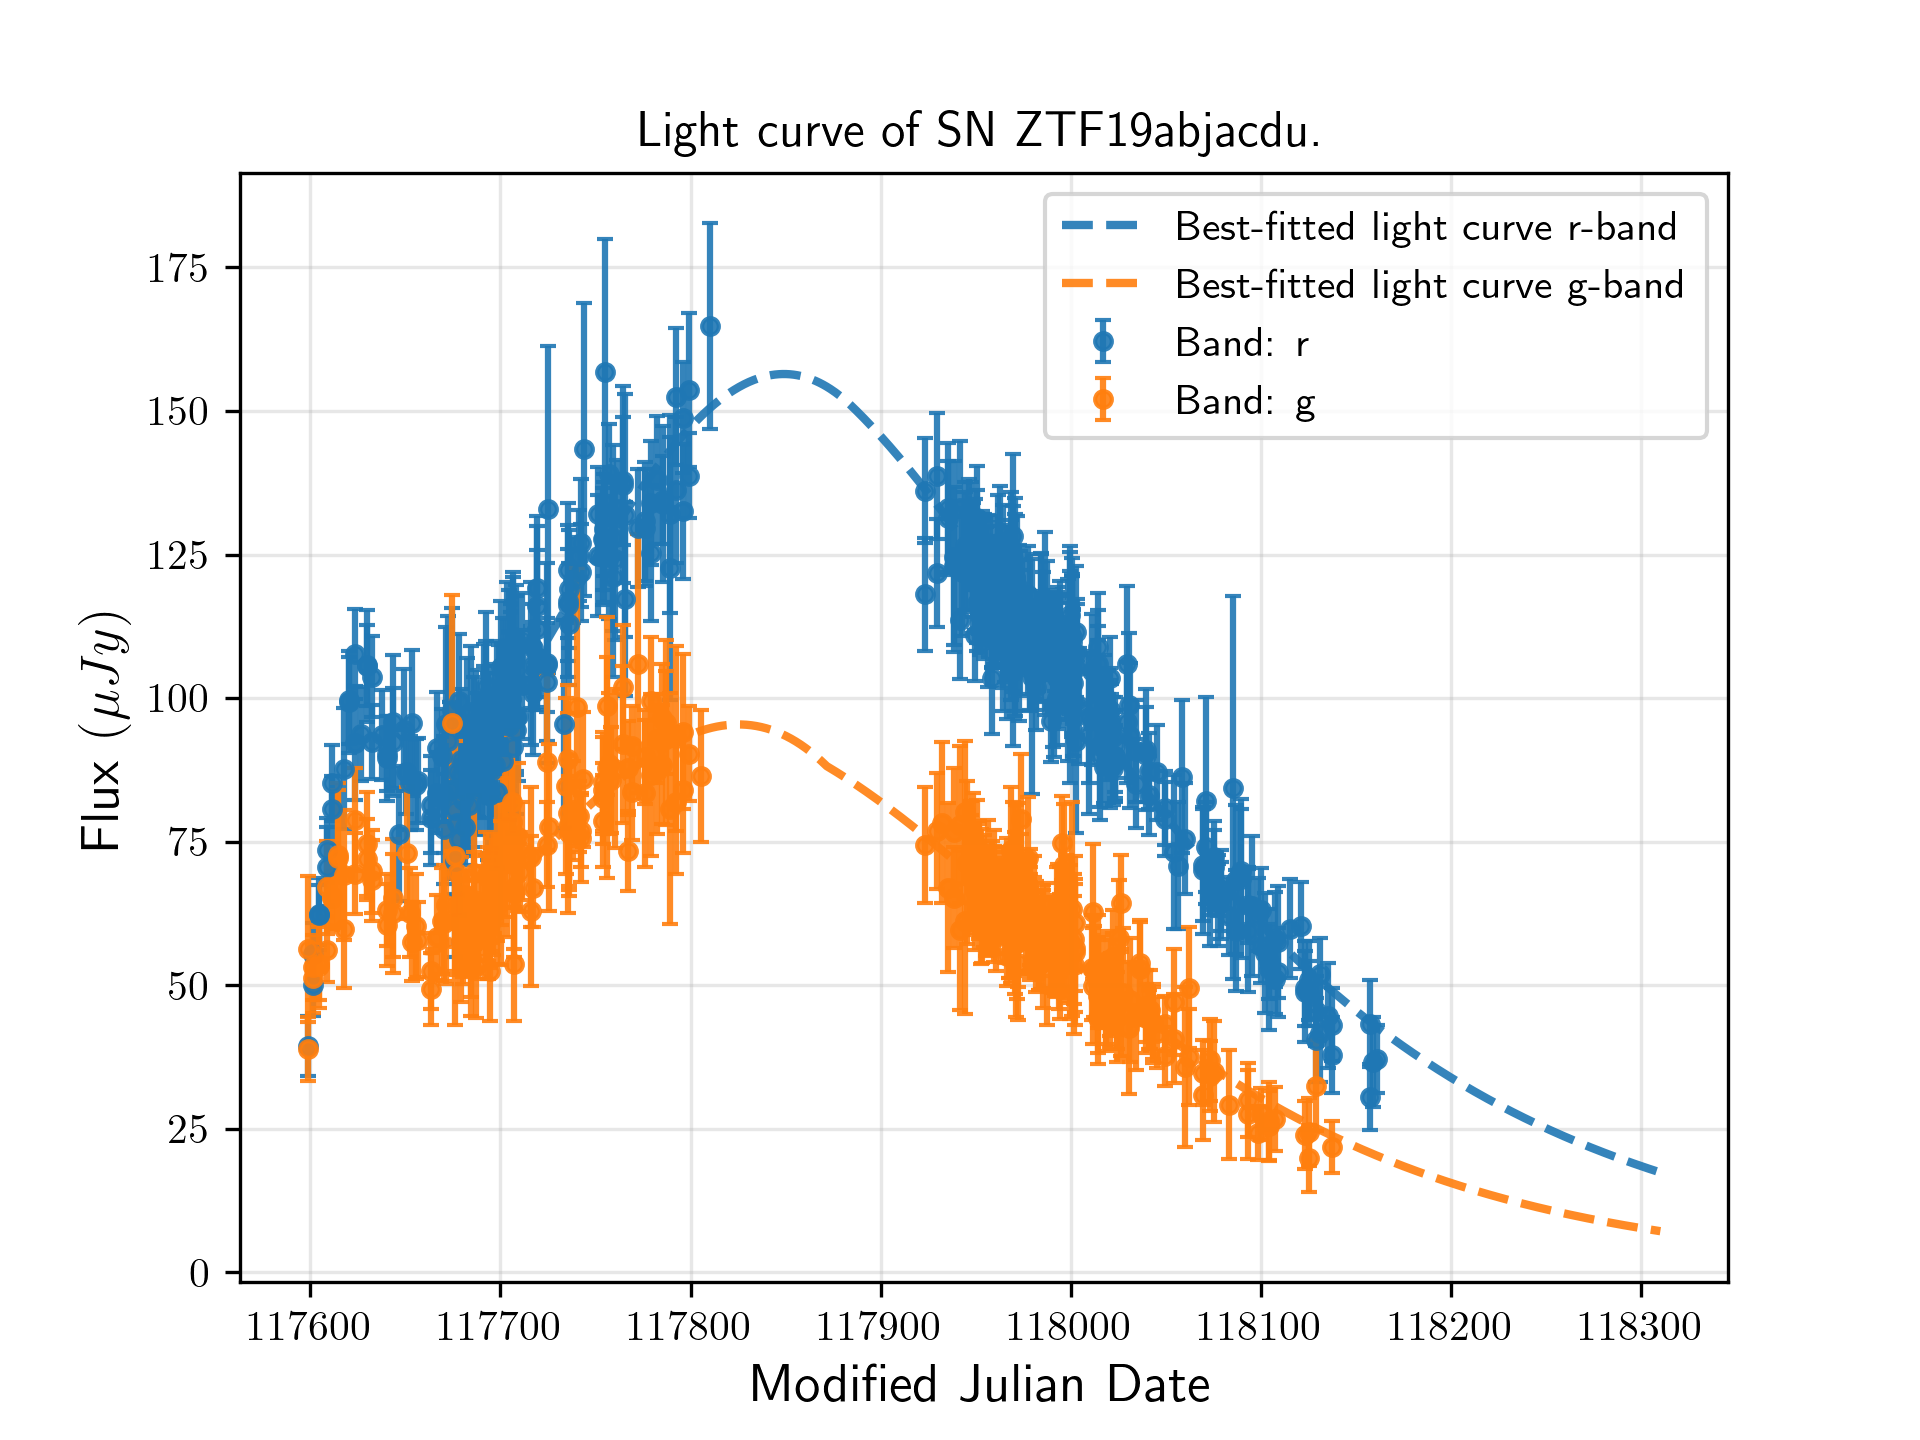 Light curve of SN ZTF19abjacdu.
Best-fitted light curve r-band
Best-fitted light curve g-band
Band: r
Band: g
Flux (μJy)
175
150
125
100
75
50
25
0
117600 117700 117800 117900 118000 118100 118200 118300
Modified Julian Date